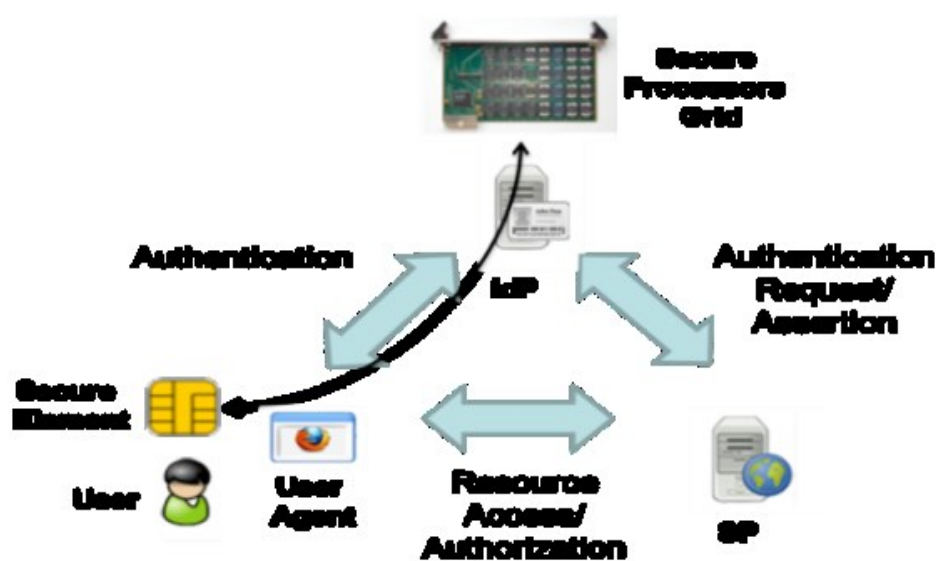 Secure
Processors
Grid
Authentication
IdP
Authentication
Request/
Assertion
Secure
Element
User
User
Agent
Resource
Access/
Authorization
SP